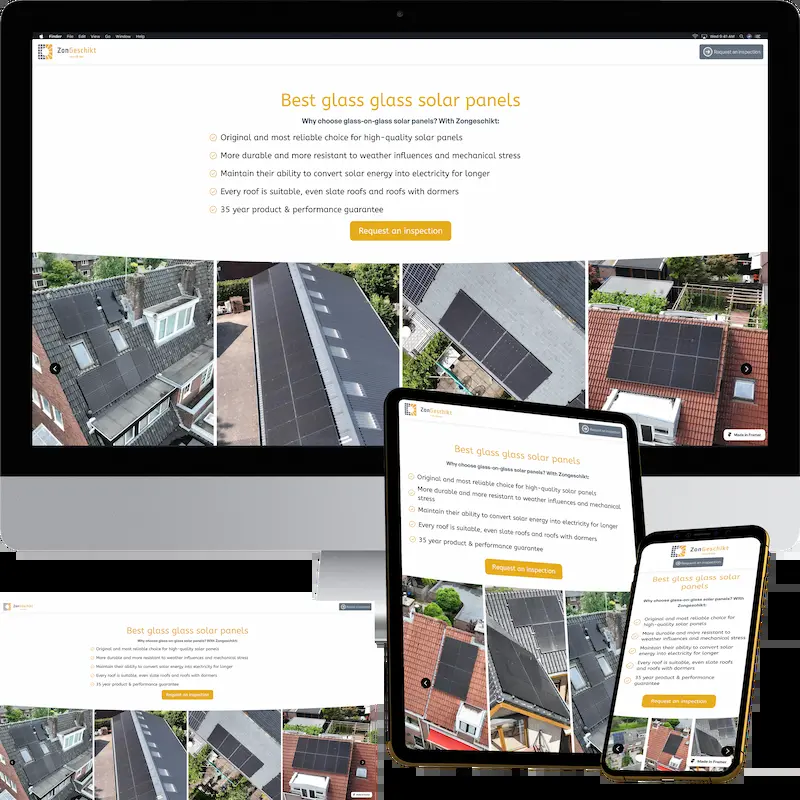 Finder File Edit View Go Window Help
Wed 9:41 AM
ZonGeschikt
Request an inspection
Best glass glass solar panels
Why choose glass-on-glass solar panels? With Zongeschikt:
Original and most reliable choice for high-quality solar panels
More durable and more resistant to weather influences and mechanical stress
Maintain their ability to convert solar energy into electricity for longer
Every roof is suitable, even slate roofs and roofs with dormers
35 year product & performance guarantee
Request an inspection
Made in Framer
ZonGeschikt
Request an inspection
Best glass glass solar panels
Why choose glass-on-glass solar panels? With Zongeschikt:
Original and most reliable choice for high-quality solar panels
More durable and more resistant to weather influences and mechanical
stress
Maintain their ability to convert solar energy into electricity for longer
Every roof is suitable, even slate roofs and roofs with dormers
35 year product & performance guarantee
Request an inspection
ZonGeschikt
Request an inspection
Best glass glass solar
panels
Why choose glass-on-glass solar panels? With
Zongeschikt:
Original and most reliable choice for
high-quality solar panels
More durable and more resistant to
weather influences and mechanical stress
Maintain their ability to convert solar
energy into electricity for longer
Every roof is suitable, even slate roofs
and roofs with dormers
35 year product & performance
guarantee
Request an inspection
Made in Framer
ZonGeschikt
Best glass glass solar panels
Why choose glass-on-glass solar panels? With Zongeschikt:
Original and most reliable choice for high-quality solar panels
More durable and more resistant to weather influences and mechanical stress
Maintain their ability to convert solar energy into electricity for longer
Every roof is suitable, even slate roofs and roofs with dormers
35 year product & performance guarantee
Request an inspection